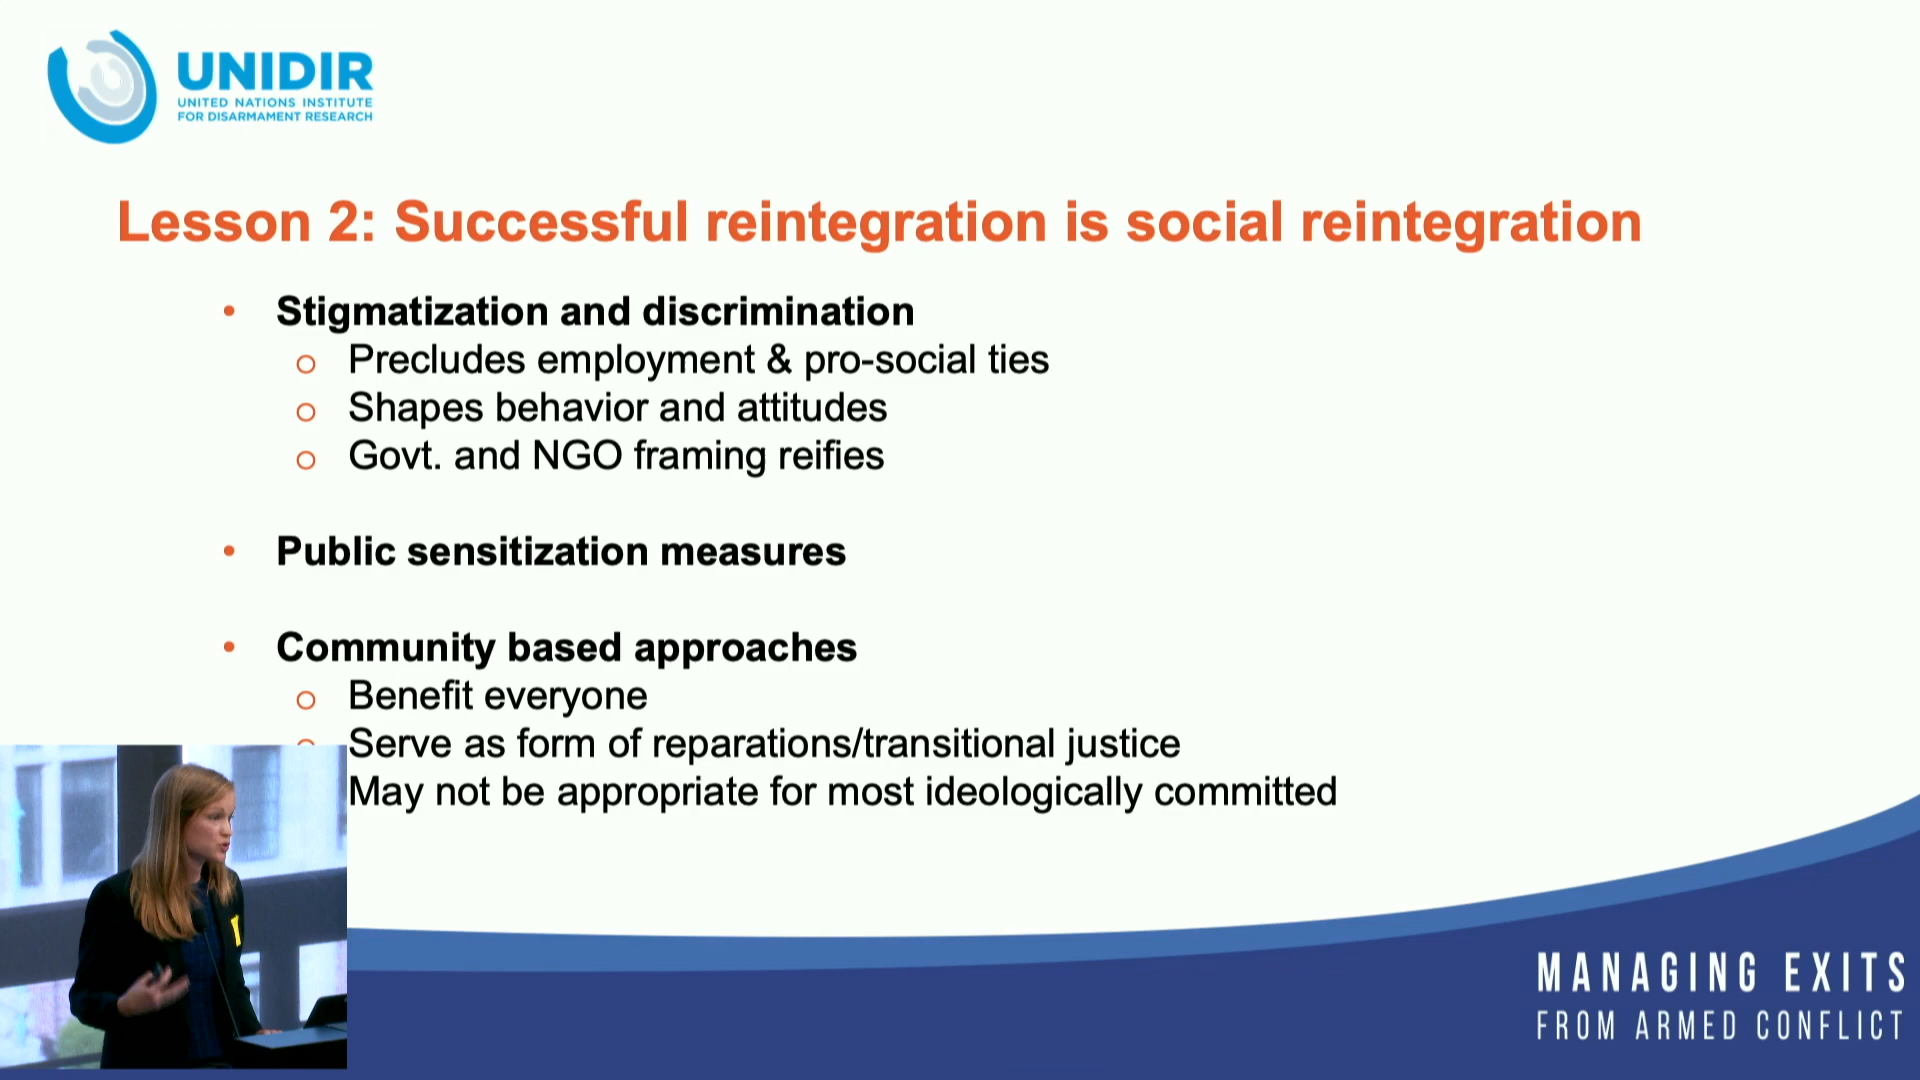 UNIDIR
UNITED NATIONS INSTITUTE
FOR DISARMAMENT RESEARCH
Lesson 2: Successful reintegration is social reintegration
• Stigmatization and discrimination
o Precludes employment & pro-social ties
o Shapes behavior and attitudes
o Govt. and NGO framing reifies
• Public sensitization measures
• Community based approaches
o Benefit everyone
Serve as form of reparations/transitional justice
May not be appropriate for most ideologically committed
MANAGING EXITS
FROM ARMED CONFLICT